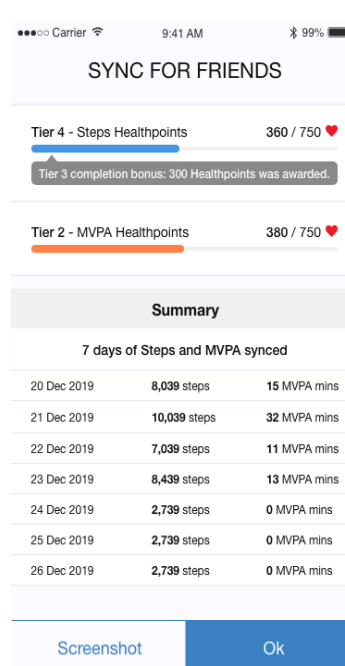 Carrier 9:41 AM 99%
SYNC FOR FRIENDS
Tier 4 - Steps Healthpoints 360 / 750
Tier 3 completion bonus: 300 Healthpoints was awarded.
Tier 2 - MVPA Healthpoints 380 / 750
Summary
7 days of Steps and MVPA synced
20 Dec 2019 8,039 steps 15 MVPA mins
21 Dec 2019 10,039 steps 32 MVPA mins
22 Dec 2019 7,039 steps 11 MVPA mins
23 Dec 2019 8,439 steps 13 MVPA mins
24 Dec 2019 2,739 steps 0 MVPA mins
25 Dec 2019 2,739 steps 0 MVPA mins
26 Dec 2019 2,739 steps 0 MVPA mins
Screenshot Ok